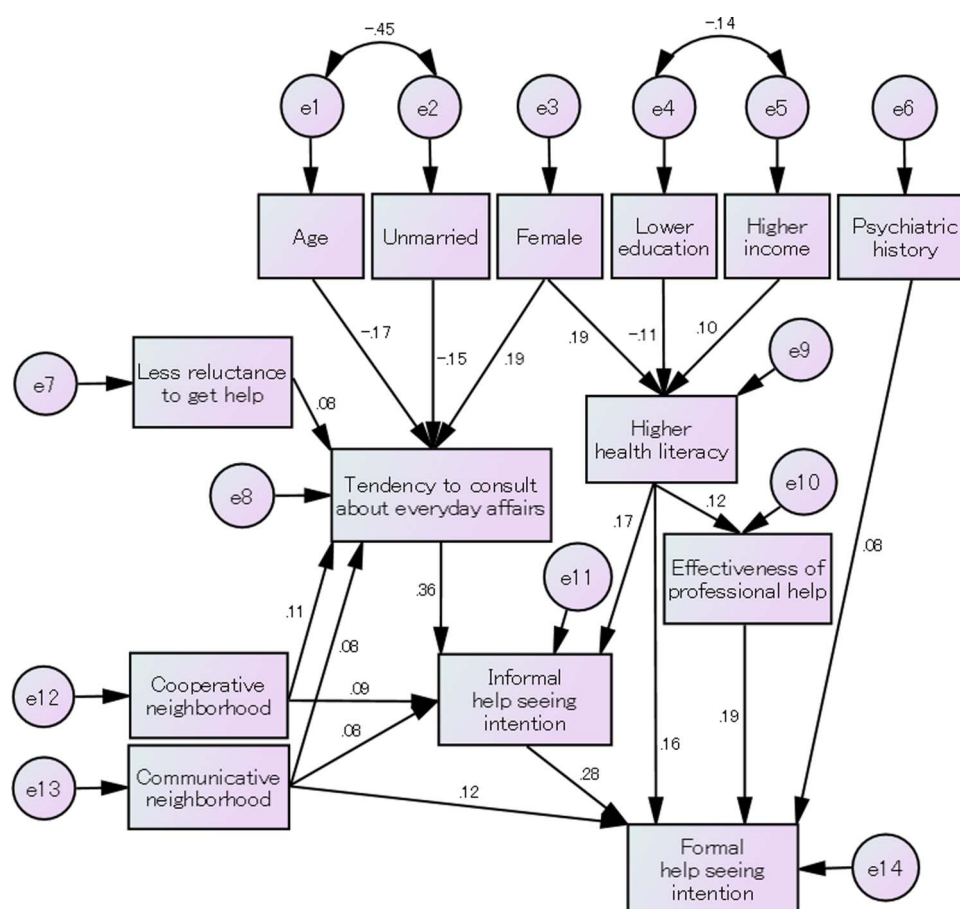 -.45
-.14
e1
e2
e3
e4
e5
e6
Age
Unmarried
Female
Lower
education
Higher
income
Psychiatric
history
-.17
-.15
.19
.19
-.11
.10
e9
e7
Less reluctance
to get help
.08
Higher
health literacy
e8
Tendency to consult
about everyday affairs
e10
.12
.17
.08
Effectiveness of
professional help
e11
.36
.11
.08
e12
Cooperative
neighborhood
.09
Informal
help seeing
intention
.08
.19
.16
e13
Communicative
neighborhood
.12
.28
Formal
help seeing
intention
e14